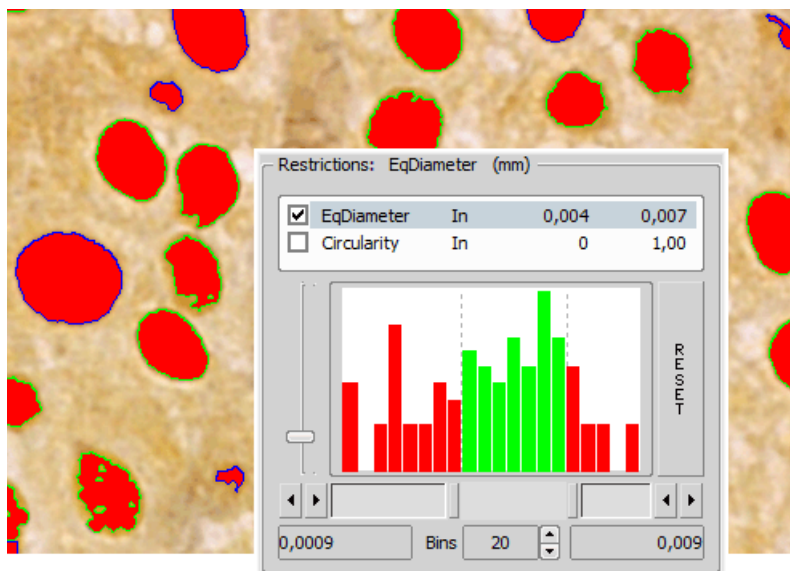 Restrictions: EqDiameter (mm)
EqDiameter In 0,004 0,007
Circularity In 0 1,00
RESET
0,0009 Bins 20 0,009